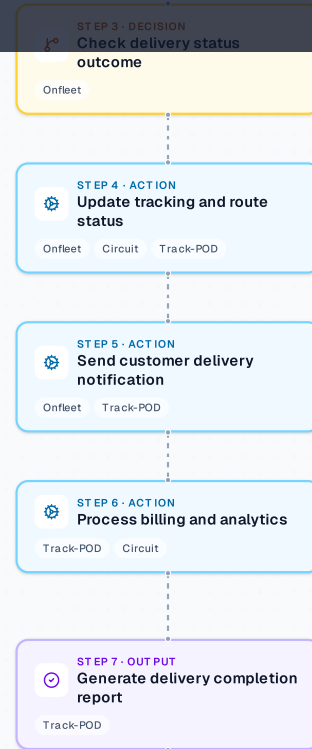 STEP 3 · DECISION
Check delivery status
outcome
Onfleet
STEP 4 · ACTION
Update tracking and route
status
Onfleet Circuit Track-POD
STEP 5 · ACTION
Send customer delivery
notification
Onfleet Track-POD
STEP 6 · ACTION
Process billing and analytics
Track-POD Circuit
STEP 7 · OUTPUT
Generate delivery completion
report
Track-POD